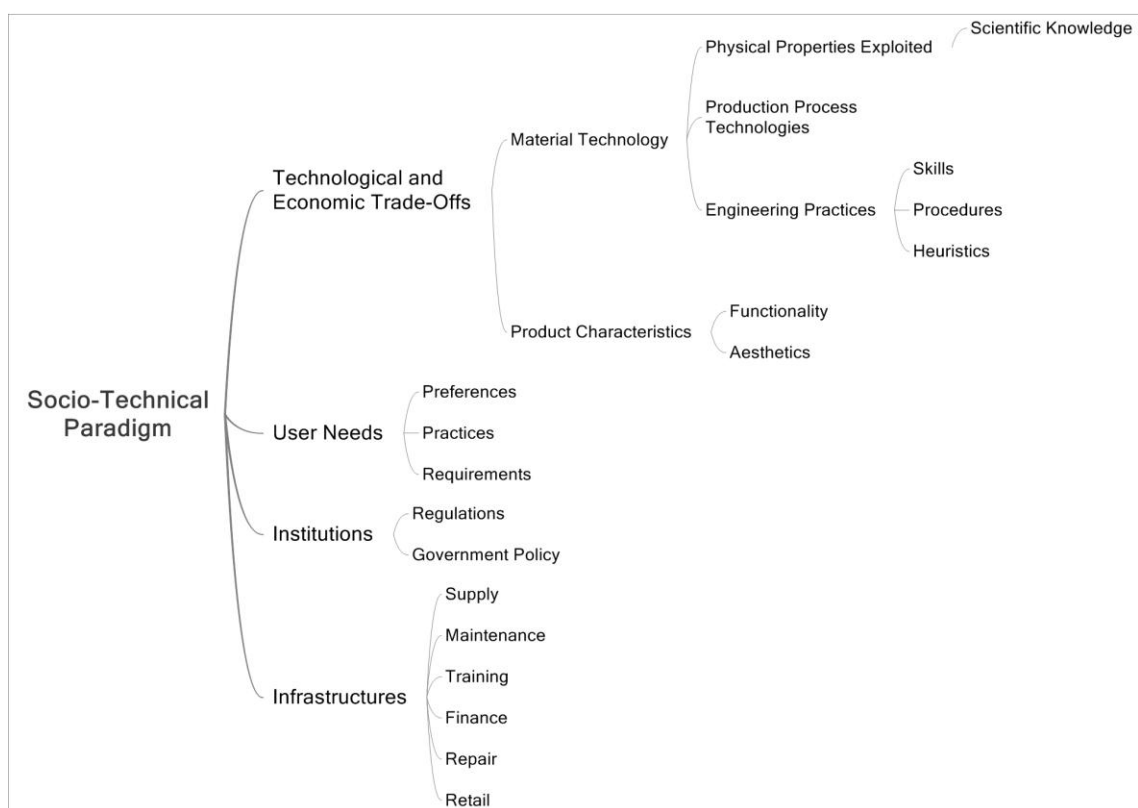 Scientific Knowledge
Physical Properties Exploited
Production Process
Technologies
Material Technology
Skills
Technological and
Economic Trade-Offs
Engineering Practices
Procedures
Heuristics
Functionality
Product Characteristics
Aesthetics
Socio-Technical
Paradigm
Preferences
User Needs
Practices
Requirements
Regulations
Institutions
Government Policy
Supply
Maintenance
Training
Infrastructures
Finance
Repair
Retail